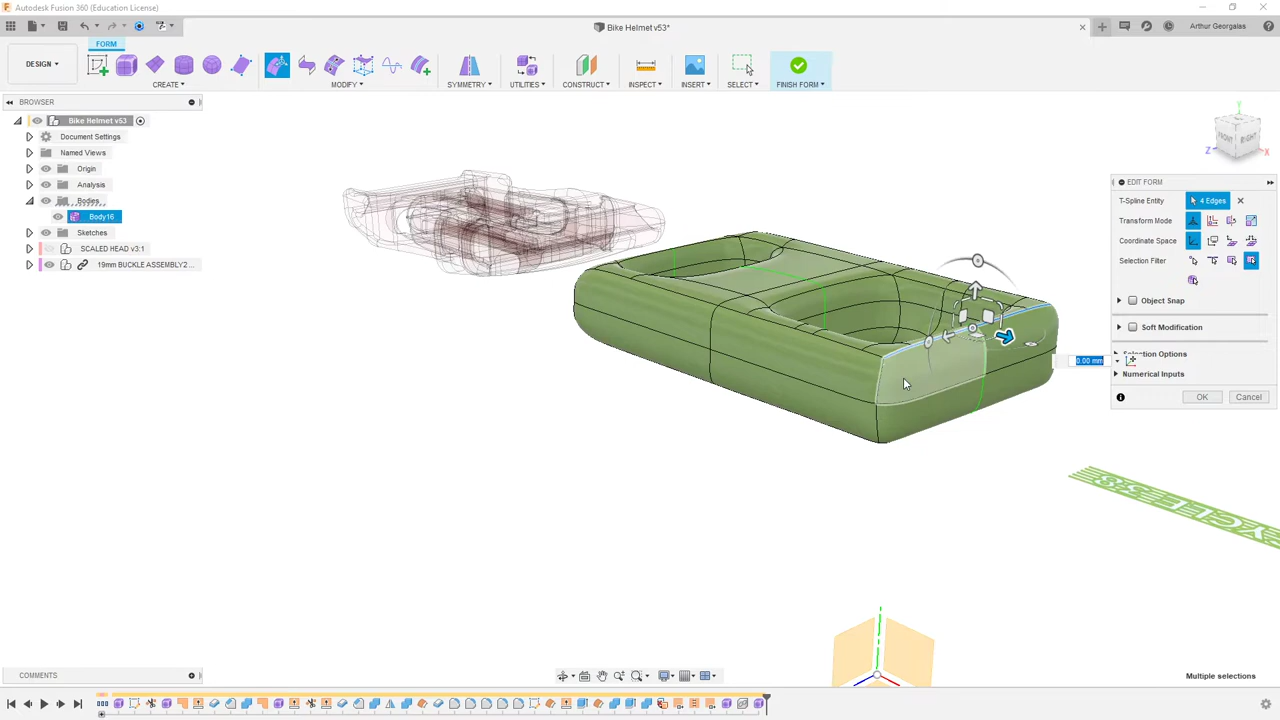 Autodesk Fusion 360 (Education License)
Bike Helmet v53*
Arthur Georgalas
FORM
DESIGN
CREATE
MODIFY
SYMMETRY
UTILITIES
CONSTRUCT
INSPECT
INSERT
SELECT
FINISH FORM
BROWSER
Bike Helmet v53
Document Settings
Named Views
Origin
Analysis
Bodies
Body16
Sketches
SCALED HEAD v3:1
19mm BUCKLE ASSEMBLY2...
Y
FRONT
RIGHT
Z
X
EDIT FORM
T-Spline Entity
4 Edges
Transform Mode
Coordinate Space
Selection Filter
Object Snap
Soft Modification
Selection Options
Numerical Inputs
OK
Cancel
0.00 mm
COMMENTS
Multiple selections